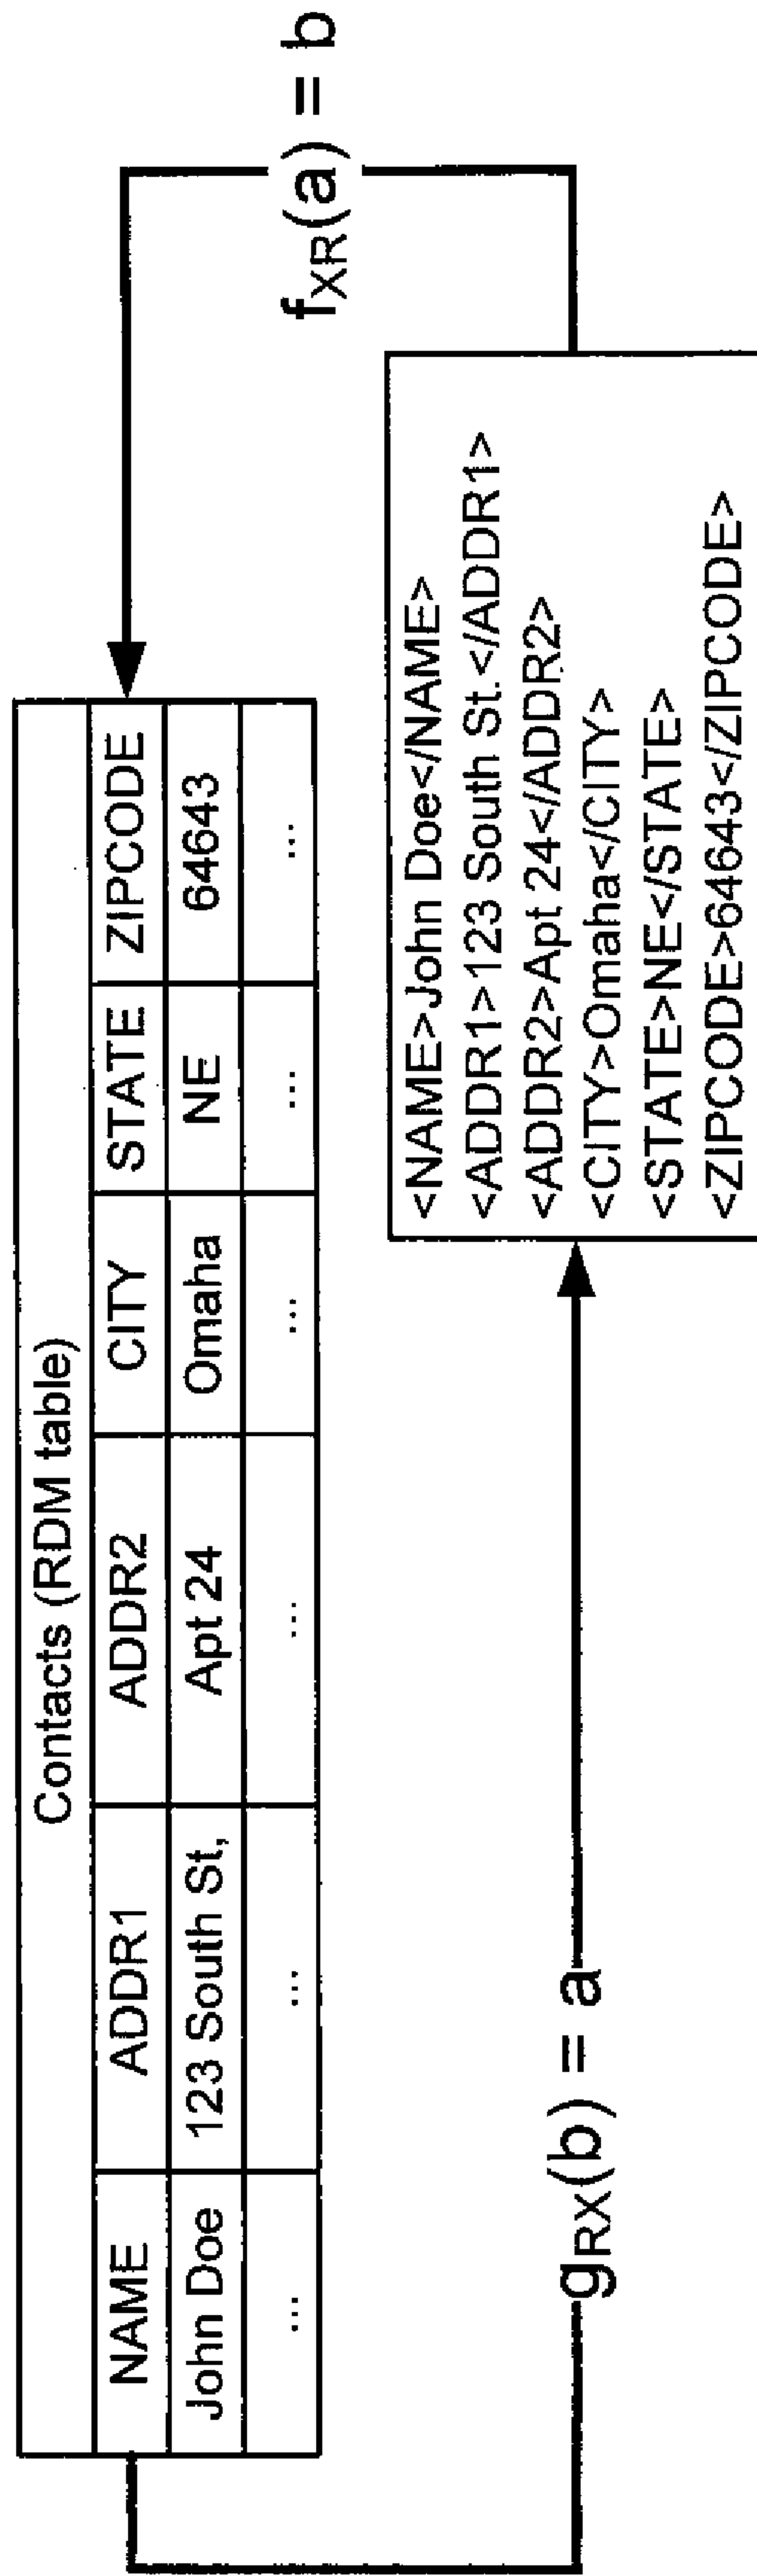 Contacts (RDM table)
NAME ADDR1 ADDR2 CITY STATE ZIPCODE
John Doe 123 South St, Apt 24 Omaha NE 64643
... ... ... ... ... ...
f_XR(a) = b
g_RX(b) = a
<NAME>John Doe</NAME>
<ADDR1>123 South St.</ADDR1>
<ADDR2>Apt 24</ADDR2>
<CITY>Omaha</CITY>
<STATE>NE</STATE>
<ZIPCODE>64643</ZIPCODE>